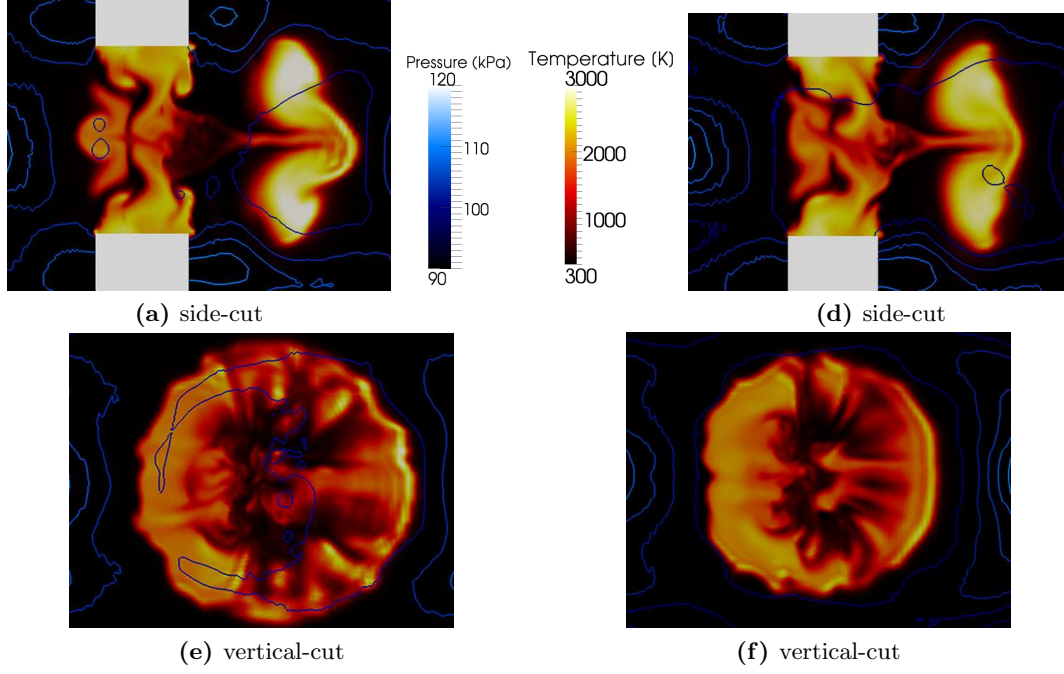 Pressure (kPa)
120
110
100
90
Temperature (K)
3000
2000
1000
300
(a) side-cut
(d) side-cut
(e) vertical-cut
(f) vertical-cut